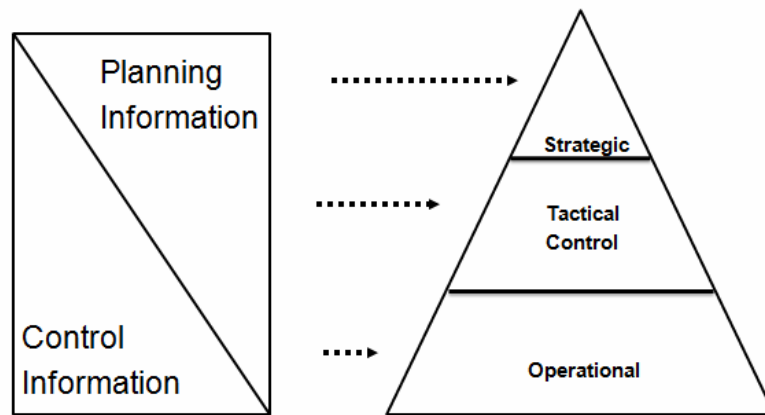 Planning
Information
Control
Information
Strategic
Tactical
Control
Operational